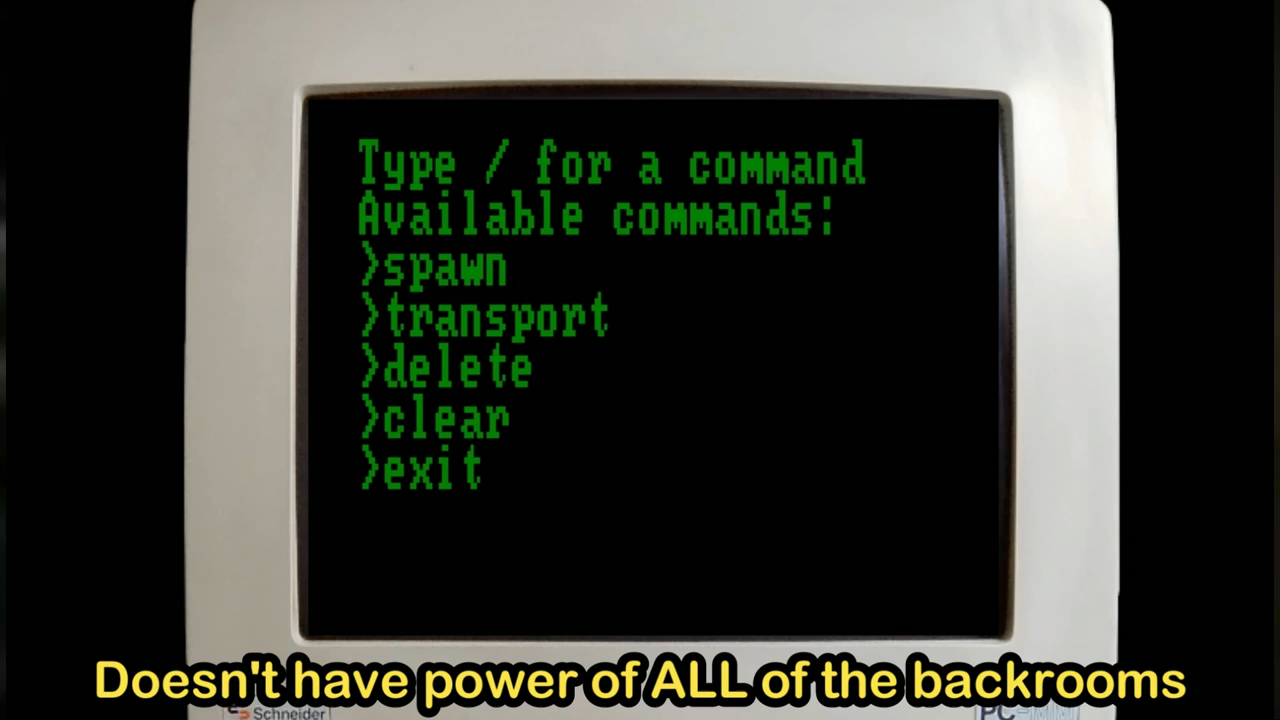 Type / for a command
Available commands:
>spawn
>transport
>delete
>clear
>exit
Doesn't have power of ALL of the backrooms
Schneider
PC